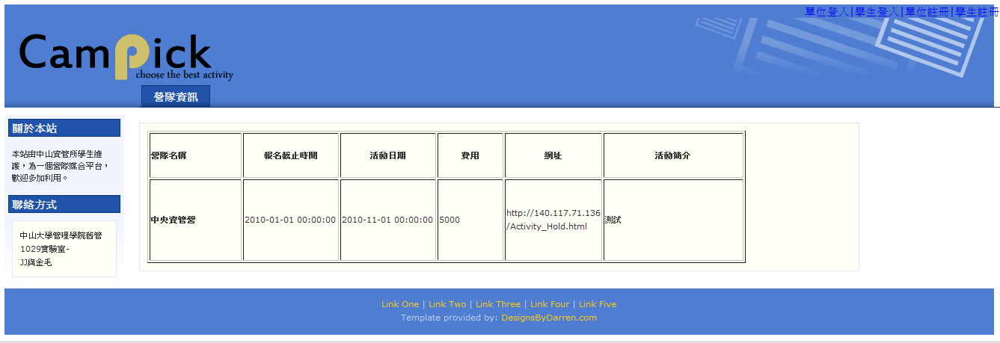 單位登入|學生登入|單位註冊|學生註冊
Campick
choose the best activity
營隊資訊
關於本站
本站由中山資管所學生維
護，為一個營隊媒合平台，
歡迎多加利用。
聯絡方式
中山大學管理學院舊管
1029實驗室-
JJ與金毛
營隊名稱 報名截止時間 活動日期 費用 網址 活動簡介
中央資管營 2010-01-01 00:00:00 2010-11-01 00:00:00 5000 http://140.117.71.136
/Activity_Hold.html 測試
Link One | Link Two | Link Three | Link Four | Link Five
Template provided by: DesignsByDarren.com